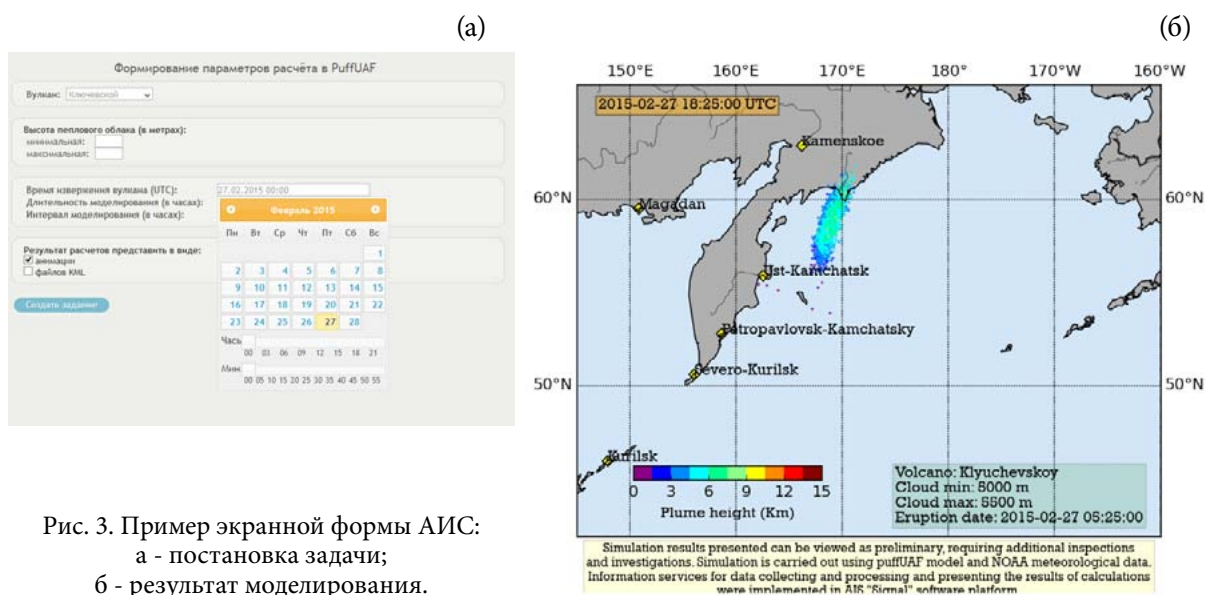 (а)
Формирование параметров расчёта в PuffUAF
Вулкан: Ключевской
Высота пеплового облака (в метрах):
минимальная:
максимальная:
Время извержения вулкана (UTC): 27.02.2015 00:00
Длительность моделирования (в часах):
Интервал моделирования (в часах):
Февраль 2015
Пн Вт Ср Чт Пт Сб Вс
1
2 3 4 5 6 7 8
9 10 11 12 13 14 15
16 17 18 19 20 21 22
23 24 25 26 27 28
Часы
00 03 06 09 12 15 18 21
Мин
00 05 10 15 20 25 30 35 40 45 50 55
Результат расчетов представить в виде:
анимации
файлов KML
Создать задание
Рис. 3. Пример экранной формы АИС:
а - постановка задачи;
б - результат моделирования.
(б)
150°E 160°E 170°E 180° 170°W 160°W
2015-02-27 18:25:00 UTC
Kamenskoe
60°N 60°N
Magadan
Ust-Kamchatsk
Petropavlovsk-Kamchatsky
Severo-Kurilsk
50°N 50°N
Kurilsk
0 3 6 9 12 15
Plume height (Km)
Volcano: Klyuchevskoy
Cloud min: 5000 m
Cloud max: 5500 m
Eruption date: 2015-02-27 05:25:00
Simulation results presented can be viewed as preliminary, requiring additional inspections
and investigations. Simulation is carried out using puffUAF model and NOAA meteorological data.
Information services for data collecting and processing and presenting the results of calculations
were implemented in AIS "Signal" software platform